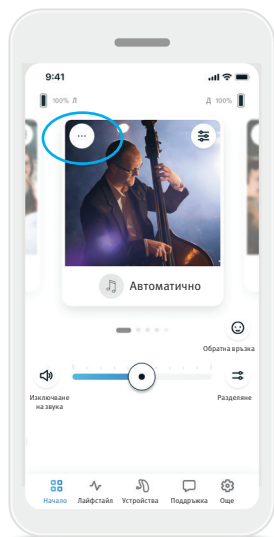 9:41
100% Л
Д 100%
Автоматично
Обратна връзка
Изключване
на звука
Разделяне
Начало Лайфстайл Устройства Поддръжка Още